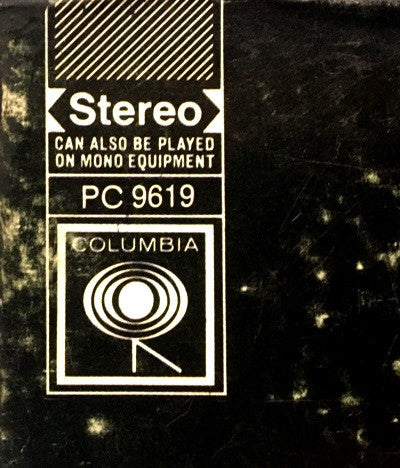 Stereo
CAN ALSO BE PLAYED
ON MONO EQUIPMENT
PC 9619
COLUMBIA